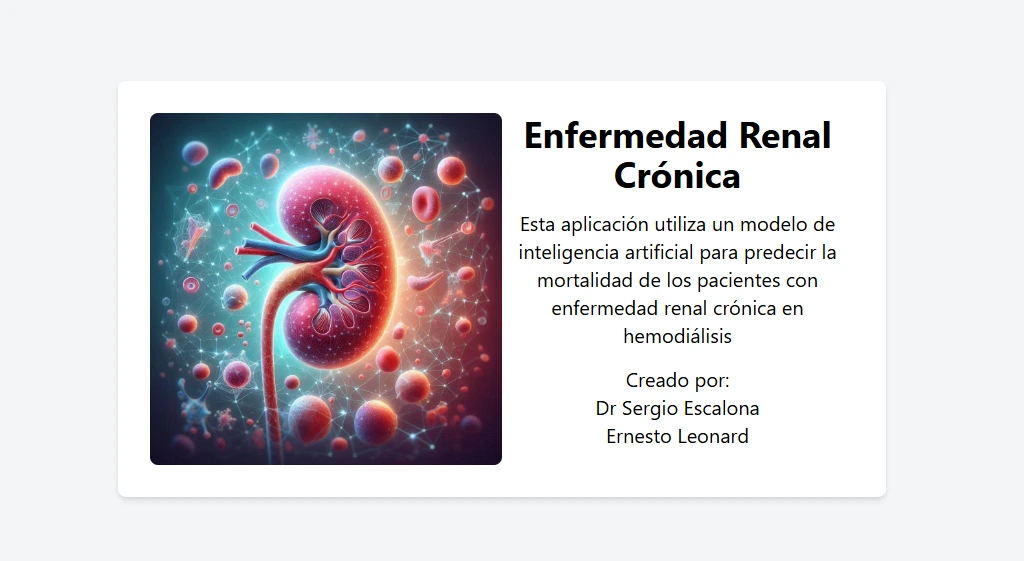 Enfermedad Renal
Crónica
Esta aplicación utiliza un modelo de
inteligencia artificial para predecir la
mortalidad de los pacientes con
enfermedad renal crónica en
hemodiálisis
Creado por:
Dr Sergio Escalona
Ernesto Leonard